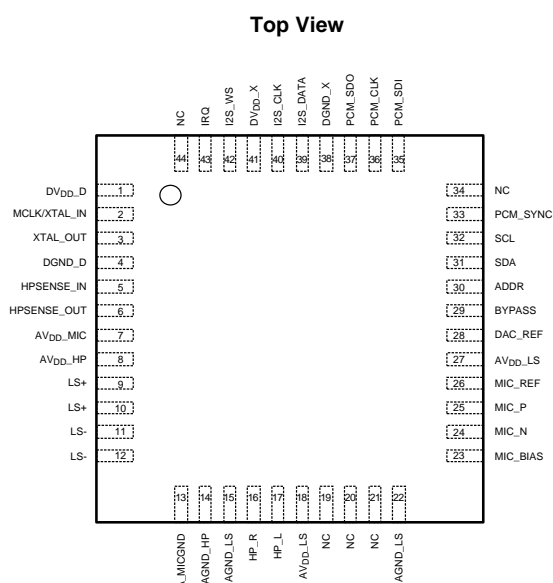 Top View
NC
IRQ
I2S_WS
DVDD_X
I2S_CLK
I2S_DATA
DGND_X
PCM_SDO
PCM_CLK
PCM_SDI
44
43
42
41
40
39
38
37
36
35
DVDD_D 1
MCLK/XTAL_IN 2
XTAL_OUT 3
DGND_D 4
HPSENSE_IN 5
HPSENSE_OUT 6
AVDD_MIC 7
AVDD_HP 8
LS+ 9
LS+ 10
LS- 11
LS- 12
34 NC
33 PCM_SYNC
32 SCL
31 SDA
30 ADDR
29 BYPASS
28 DAC_REF
27 AVDD_LS
26 MIC_REF
25 MIC_P
24 MIC_N
23 MIC_BIAS
13
14
15
16
17
18
19
20
21
22
_MICGND
AGND_HP
AGND_LS
HP_R
HP_L
AVDD_LS
NC
NC
NC
AGND_LS